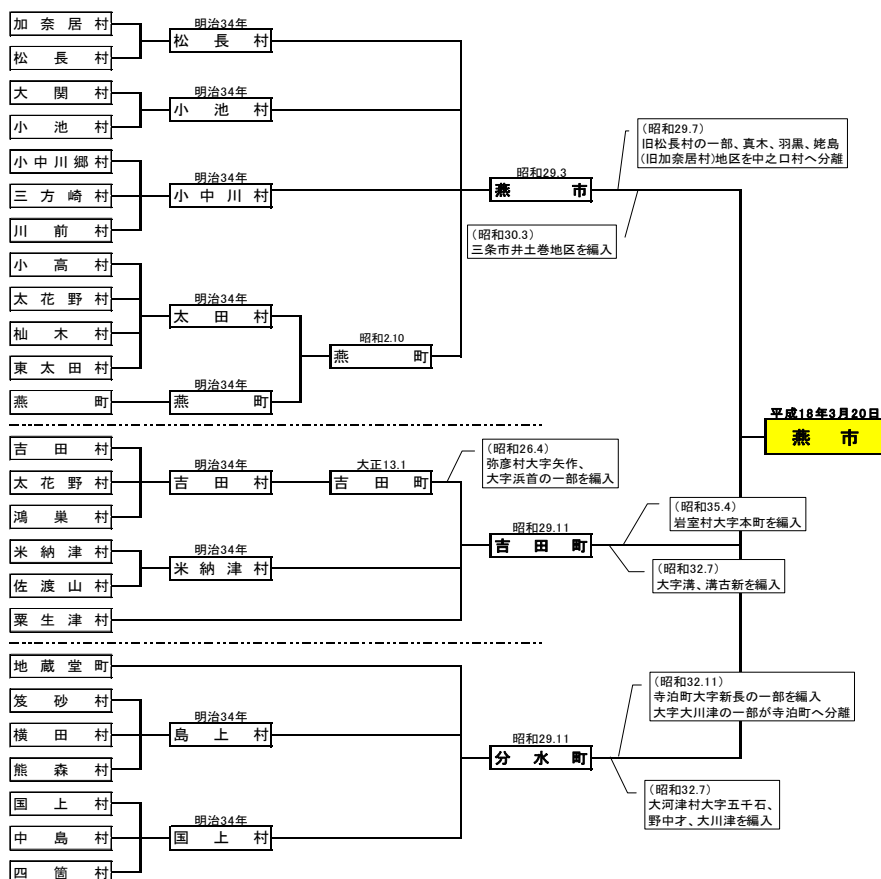 加奈居村
松長村
明治34年
松長村
大関村
小池村
明治34年
小池村
小中川郷村
三方崎村
川前村
明治34年
小中川村
小高村
太花野村
杣木村
東太田村
明治34年
太田村
燕町
明治34年
燕町
昭和2.10
燕町
昭和29.3
燕市
(昭和29.7)
旧松長村の一部、真木、羽黒、姥島
(旧加奈居村)地区を中之口村へ分離
(昭和30.3)
三条市井土巻地区を編入
平成18年3月20日
燕市
吉田村
太花野村
鴻巣村
明治34年
吉田村
大正13.1
吉田町
(昭和26.4)
弥彦村大字矢作、
大字浜首の一部を編入
米納津村
佐渡山村
明治34年
米納津村
粟生津村
昭和29.11
吉田町
(昭和35.4)
岩室村大字本町を編入
(昭和32.7)
大字溝、溝古新を編入
地蔵堂町
笈砂村
横田村
熊森村
明治34年
島上村
国上村
中島村
四箇村
明治34年
国上村
昭和29.11
分水町
(昭和32.11)
寺泊町大字新長の一部を編入
大字大川津の一部が寺泊町へ分離
(昭和32.7)
大河津村大字五千石、
野中才、大川津を編入